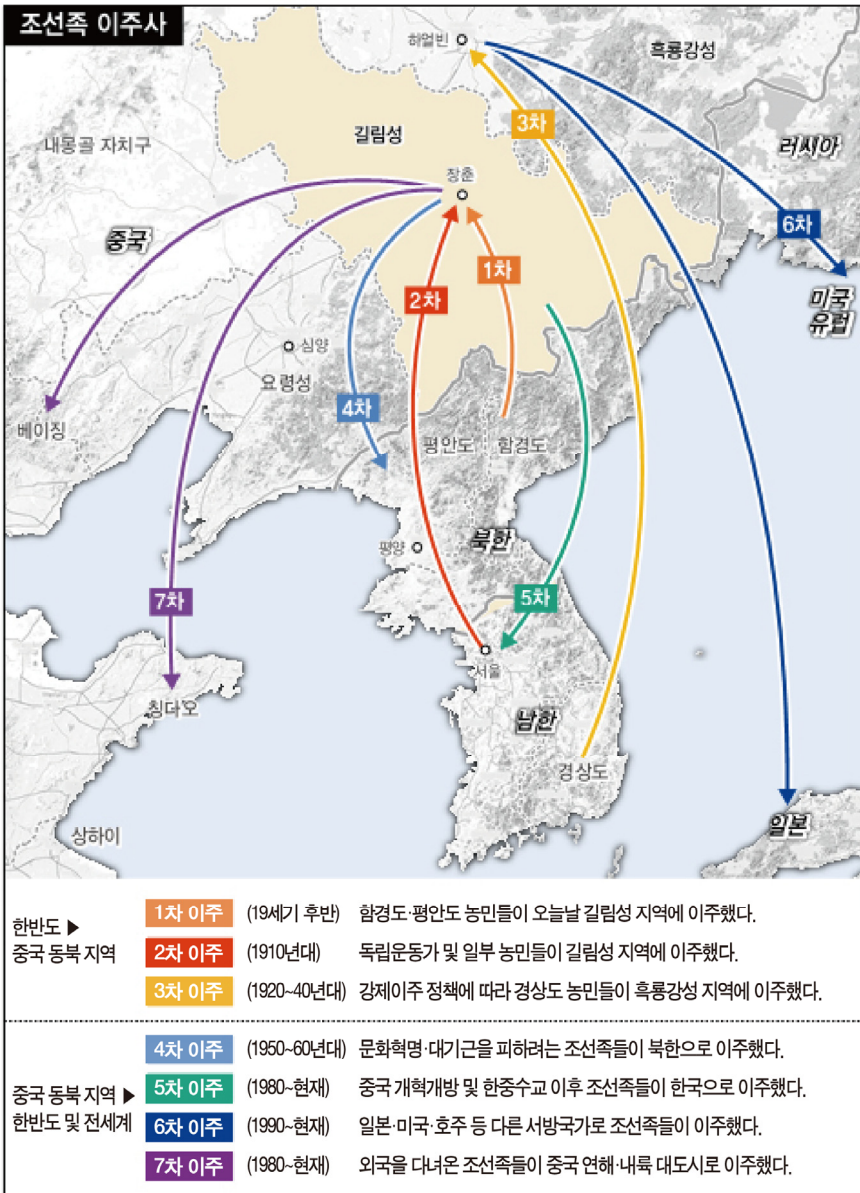 조선족 이주사
하얼빈
흑룡강성
3차
길림성
내몽골 자치구
러시아
장춘
중국
6차
1차
2차
미국
유럽
심양
요령성
4차
베이징
평안도
함경도
북한
평양
7차
5차
서울
칭다오
남한
경상도
상하이
일본
한반도 ▶
중국 동북 지역
1차 이주 (19세기 후반) 함경도·평안도 농민들이 오늘날 길림성 지역에 이주했다.
2차 이주 (1910년대) 독립운동가 및 일부 농민들이 길림성 지역에 이주했다.
3차 이주 (1920~40년대) 강제이주 정책에 따라 경상도 농민들이 흑룡강성 지역에 이주했다.
중국 동북 지역 ▶
한반도 및 전세계
4차 이주 (1950~60년대) 문화혁명·대기근을 피하려는 조선족들이 북한으로 이주했다.
5차 이주 (1980~현재) 중국 개혁개방 및 한중수교 이후 조선족들이 한국으로 이주했다.
6차 이주 (1990~현재) 일본·미국·호주 등 다른 서방국가로 조선족들이 이주했다.
7차 이주 (1980~현재) 외국을 다녀온 조선족들이 중국 연해·내륙 대도시로 이주했다.